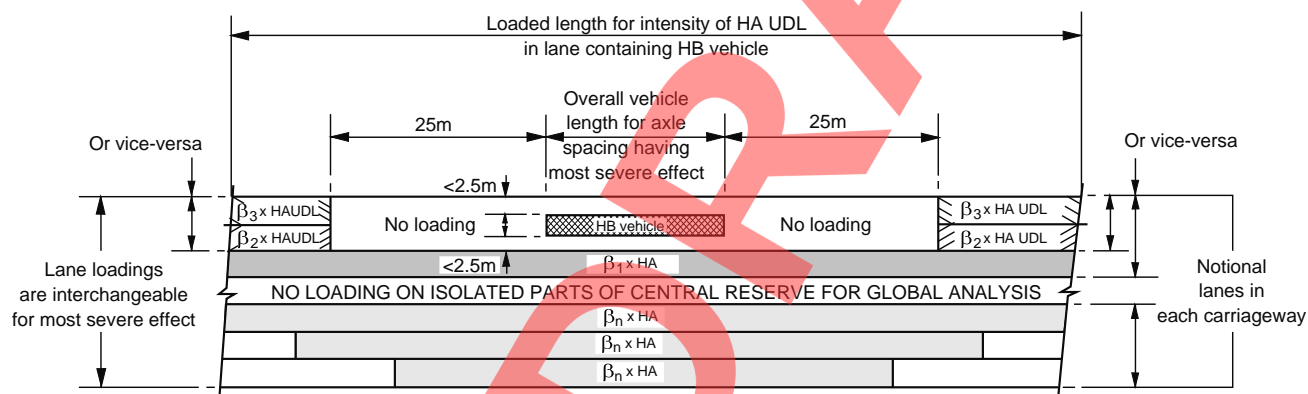 Loaded length for intensity of HA UDL
in lane containing HB vehicle
Overall vehicle
length for axle
spacing having
most severe effect
25m
25m
Or vice-versa
Or vice-versa
<2.5m
β3 x HAUDL
β2 x HAUDL
No loading
HB vehicle
No loading
β3 x HA UDL
β2 x HA UDL
<2.5m
β1 x HA
Lane loadings
are interchangeable
for most severe effect
NO LOADING ON ISOLATED PARTS OF CENTRAL RESERVE FOR GLOBAL ANALYSIS
Notional
lanes in
each carriageway
βn x HA
βn x HA
βn x HA
DRA